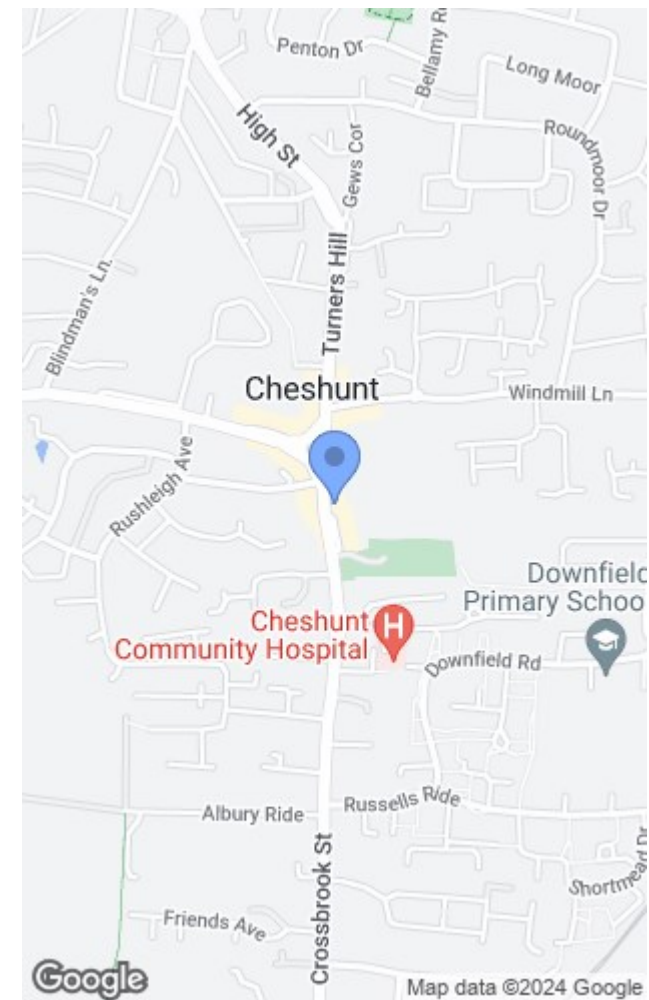 Penton Dr
Bellamy R
Long Moor
High St
Gews Cor
Roundmoor Dr
Turners Hill
Blindman's Ln.
Cheshunt
Windmill Ln
Rushleigh Ave
Downfield
Primary Schoo
Cheshunt
Community Hospital
H
Downfield Rd
Albury Ride
Russells Ride
Crossbrook St
Shortmead Dr
Friends Ave
Google
Map data ©2024 Google